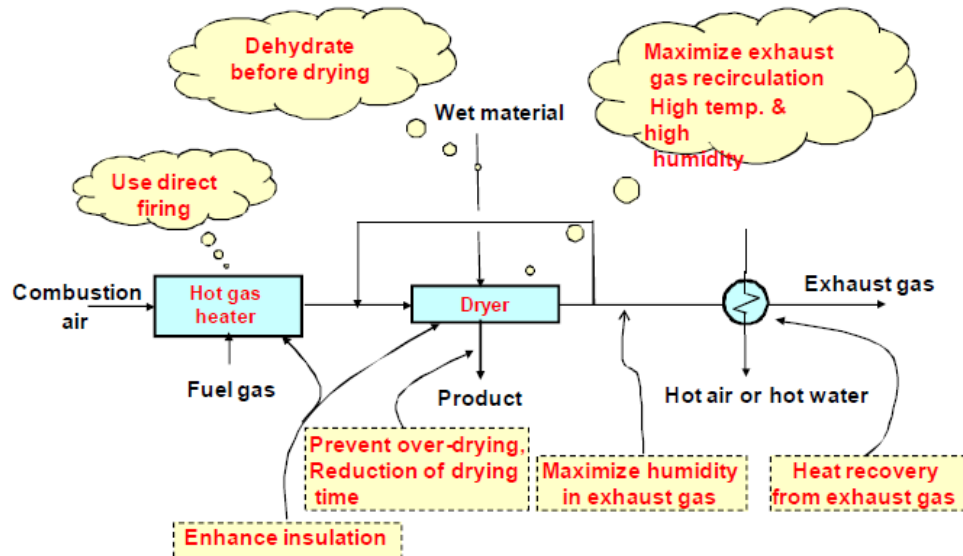 Dehydrate
before drying
Maximize exhaust
gas recirculation
High temp. &
high
humidity
Wet material
Use direct
firing
Combustion
air
Hot gas
heater
Dryer
Exhaust gas
Fuel gas
Product
Hot air or hot water
Prevent over-drying,
Reduction of drying
time
Maximize humidity
in exhaust gas
Heat recovery
from exhaust gas
Enhance insulation